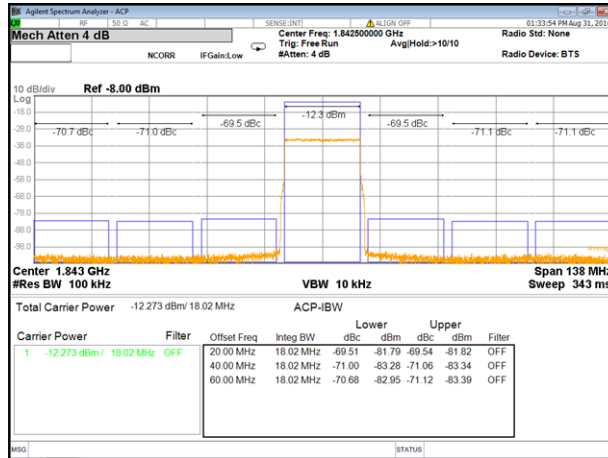 Agilent Spectrum Analyzer - ACP
RF 50 Ω AC SENSE:INT ALIGN OFF 01:33:54 PM Aug 31, 201
Mech Atten 4 dB
Center Freq: 1.842500000 GHz Radio Std: None
Trig: Free Run Avg|Hold:>10/10
NCORR IFGain:Low #Atten: 4 dB Radio Device: BTS
10 dB/div Ref -8.00 dBm
Log
-18.0
-28.0
-38.0
-48.0
-58.0
-68.0
-78.0
-88.0
-98.0
-70.7 dBc -71.0 dBc -69.5 dBc -12.3 dBm -69.5 dBc -71.1 dBc -71.1 dBc
Center 1.843 GHz Span 138 MHz
#Res BW 100 kHz VBW 10 kHz Sweep 343 ms
Total Carrier Power -12.273 dBm/ 18.02 MHz ACP-IBW
Lower Upper
Carrier Power Filter Offset Freq Integ BW dBc dBm dBc dBm Filter
1 -12.273 dBm / 18.02 MHz OFF
20.00 MHz 18.02 MHz -69.51 -81.79 -69.54 -81.82 OFF
40.00 MHz 18.02 MHz -71.00 -83.28 -71.06 -83.34 OFF
60.00 MHz 18.02 MHz -70.68 -82.95 -71.12 -83.39 OFF
MSG STATUS